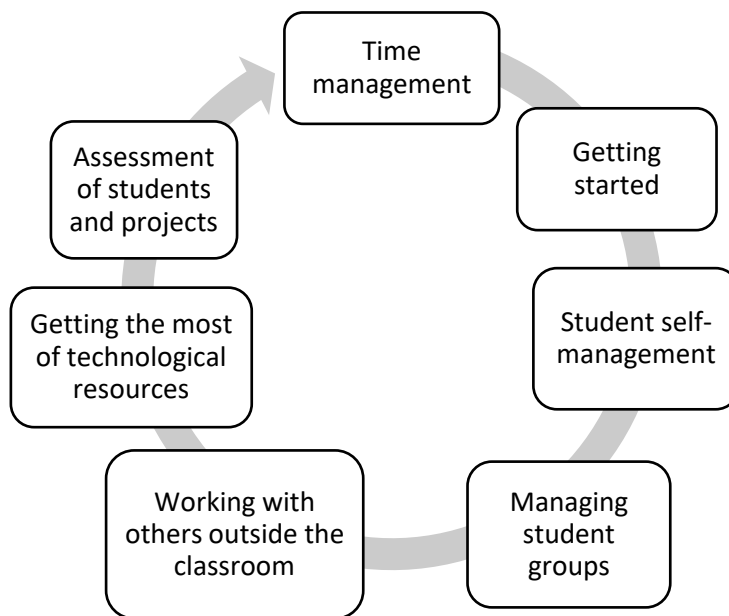 Time
management
Getting
started
Student self-
management
Managing
student
groups
Working with
others outside the
classroom
Getting the most
of technological
resources
Assessment
of students
and projects